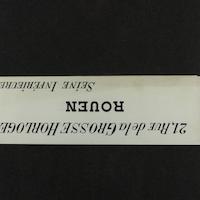 21, RUE de la GROSSE HORLOGE
ROUEN
SEINE INFÉRIEURE